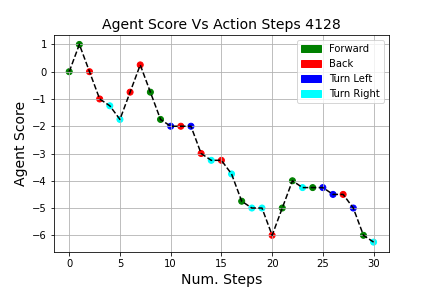 Agent Score Vs Action Steps 4128
Forward
Back
Turn Left
Turn Right
Agent Score
1
0
−1
−2
−3
−4
−5
−6
0 5 10 15 20 25 30
Num. Steps